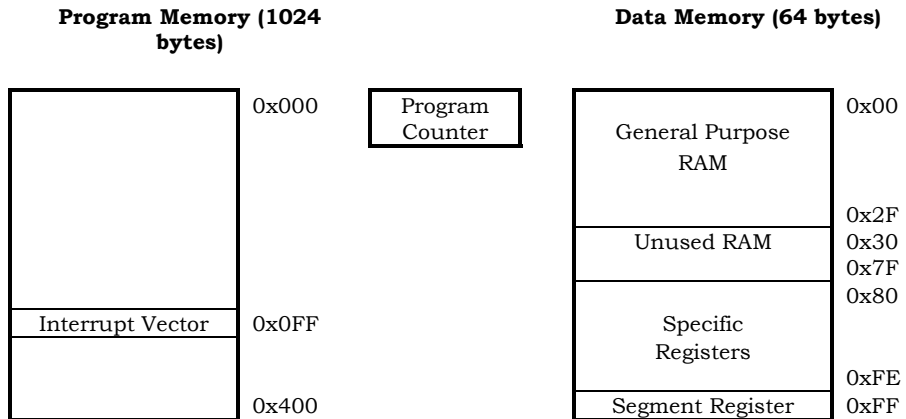 Program Memory (1024
bytes)
Data Memory (64 bytes)
0x000
Interrupt Vector
0x0FF
0x400
Program
Counter
General Purpose
RAM
0x00
0x2F
Unused RAM
0x30
0x7F
0x80
Specific
Registers
0xFE
Segment Register
0xFF